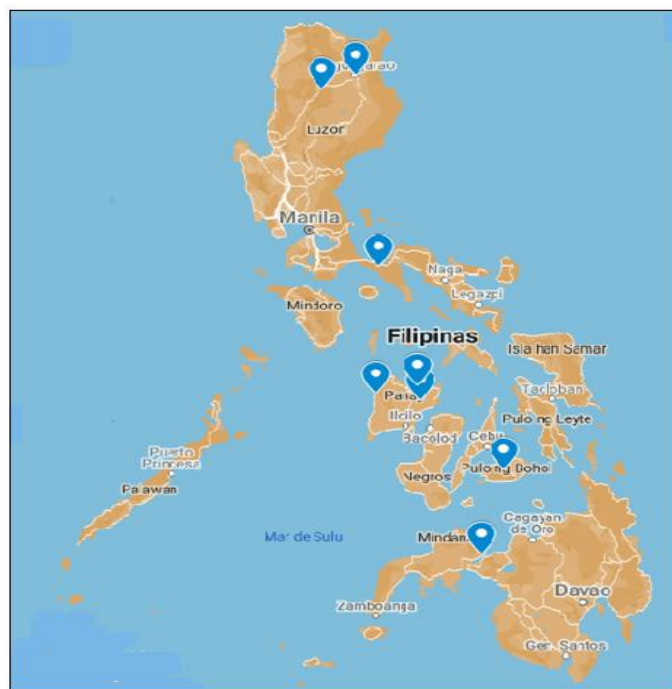 Luzon
Manila
Naga
Legazpi
Mindoro
Filipinas
Isla han Samar
Tacloban
Iloilo
Bacolod
Cebu
Pulo ng Leyte
Puerto
Princesa
Negros
Palawan
Mar de Sulu
Cagayan
de Oro
Davao
Zamboanga
Gen. Santos